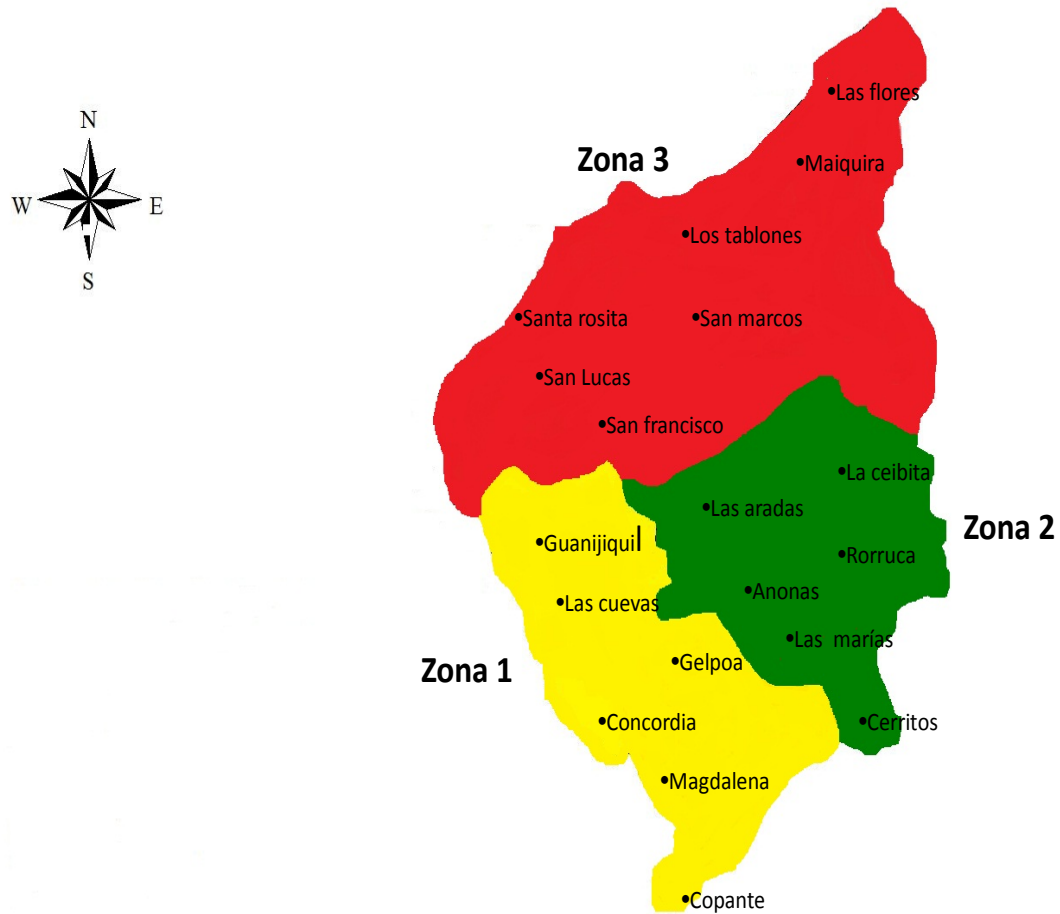 N
W E
S
Zona 3
•Las flores
•Maiquira
•Los tablones
•Santa rosita
•San marcos
•San Lucas
•San francisco
•La ceibita
•Las aradas
Zona 2
•Guanijiquil
•Rorruca
•Anonas
•Las cuevas
•Las marías
Zona 1
•Gelpoa
•Concordia
•Cerritos
•Magdalena
•Copante